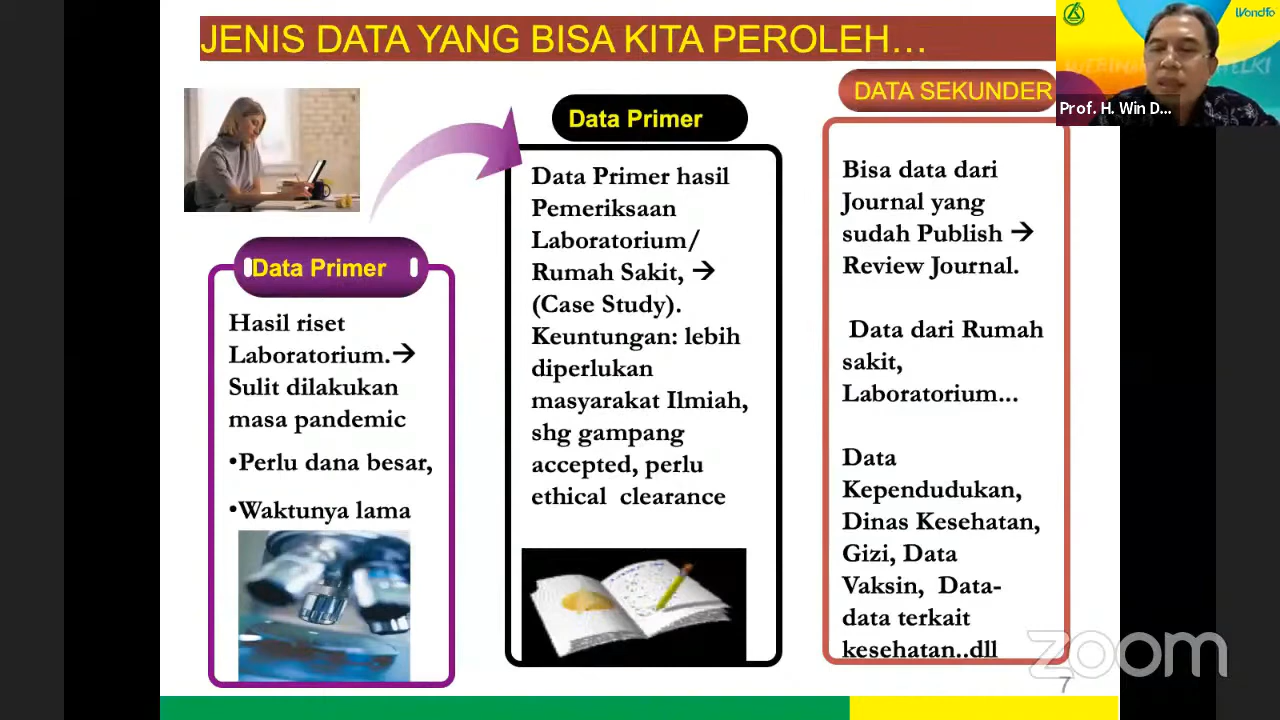 JENIS DATA YANG BISA KITA PEROLEH...
Data Primer
Hasil riset
Laboratorium.→
Sulit dilakukan
masa pandemic
•Perlu dana besar,
•Waktunya lama
Data Primer
Data Primer hasil
Pemeriksaan
Laboratorium/
Rumah Sakit, →
(Case Study).
Keuntungan: lebih
diperlukan
masyarakat Ilmiah,
shg gampang
accepted, perlu
ethical clearance
DATA SEKUNDER
Bisa data dari
Journal yang
sudah Publish →
Review Journal.
Data dari Rumah
sakit,
Laboratorium...
Data
Kependudukan,
Dinas Kesehatan,
Gizi, Data
Vaksin, Data-
data terkait
kesehatan..dll
7
Wondfo
Prof. H. Win D...
zoom